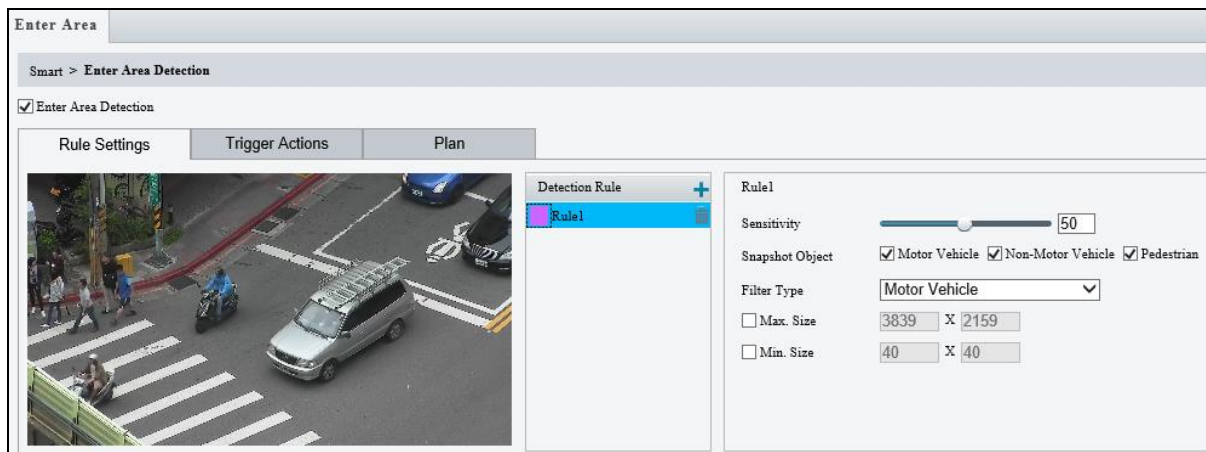 Enter Area
Smart > Enter Area Detection
Enter Area Detection
Rule Settings Trigger Actions Plan
Detection Rule +
Rule1
Rule1
Sensitivity 50
Snapshot Object Motor Vehicle Non-Motor Vehicle Pedestrian
Filter Type Motor Vehicle
Max. Size 3839 X 2159
Min. Size 40 X 40